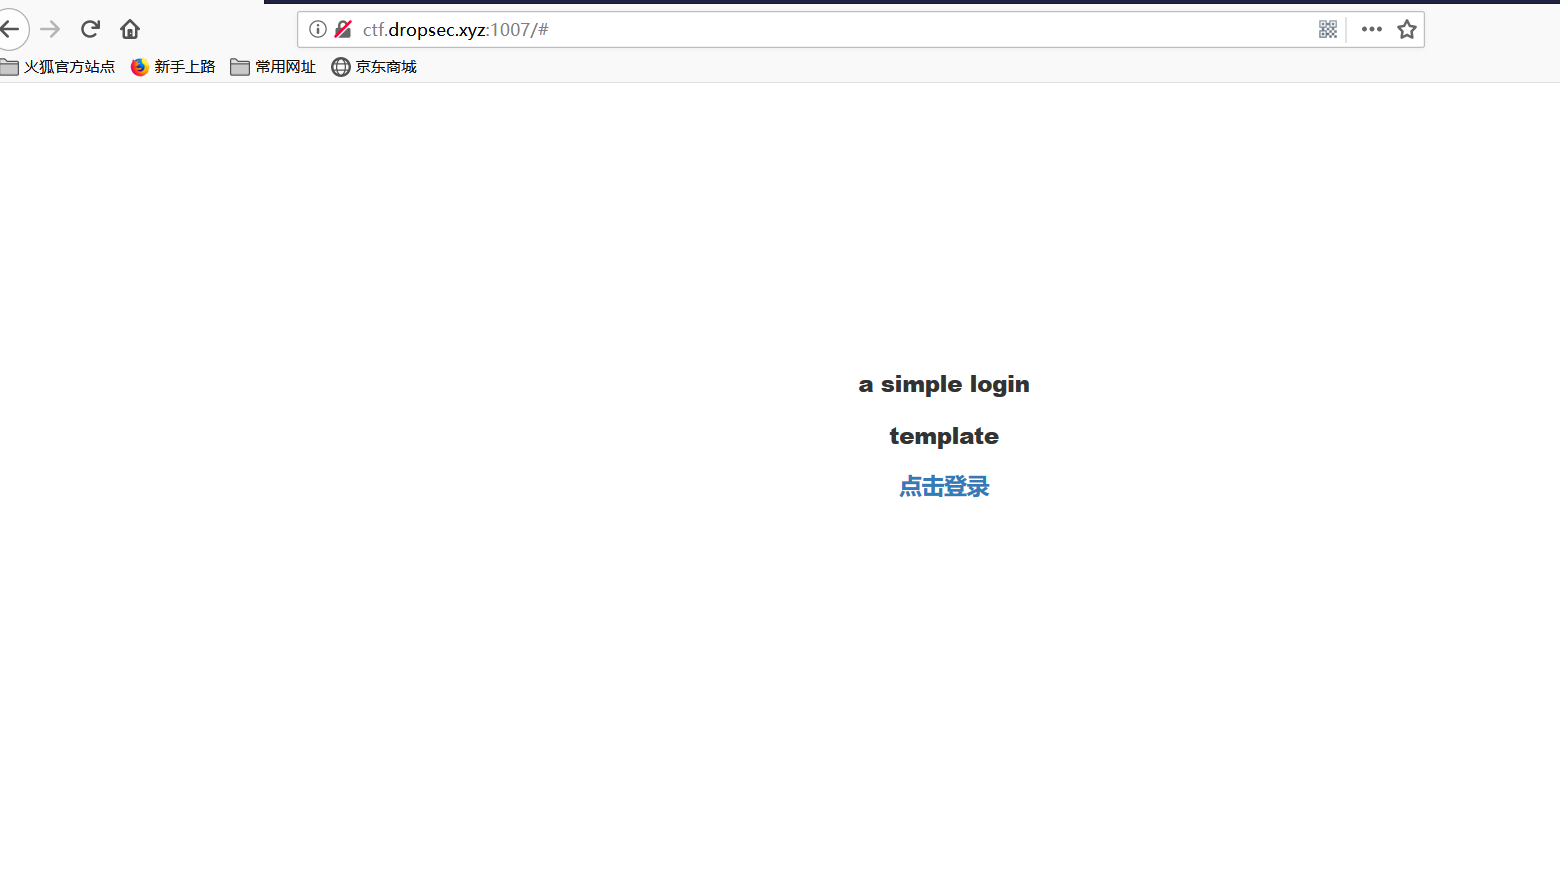 ctf.dropsec.xyz:1007/#
火狐官方站点 新手上路 常用网址 京东商城
a simple login
template
点击登录